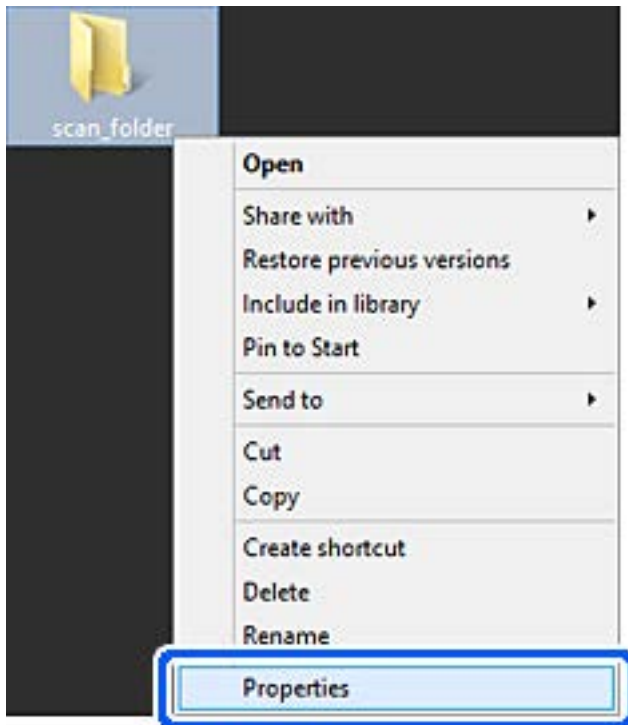 scan_folder
Open
Share with
Restore previous versions
Include in library
Pin to Start
Send to
Cut
Copy
Create shortcut
Delete
Rename
Properties